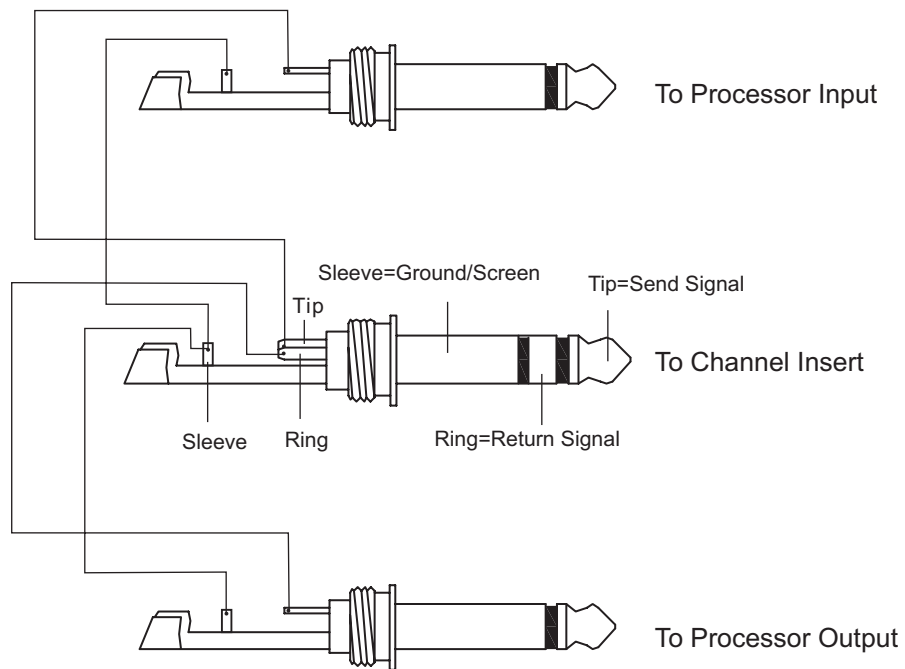 To Processor Input
Sleeve=Ground/Screen
Tip=Send Signal
Tip
To Channel Insert
Sleeve
Ring
Ring=Return Signal
To Processor Output